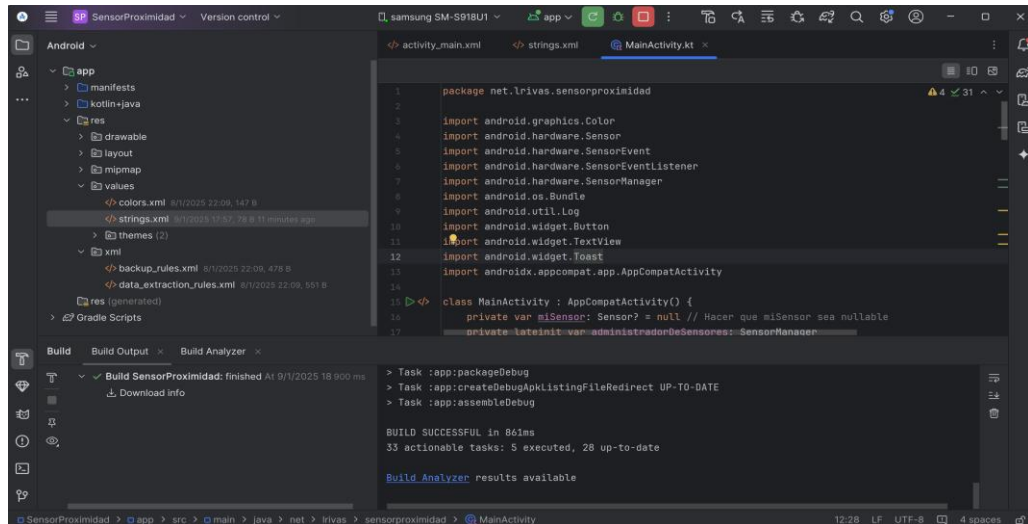 SP SensorProximidad Version control samsung SM-S918U1 app
Android
activity_main.xml strings.xml MainActivity.kt
app
manifests
kotlin+java
res
drawable
layout
mipmap
values
colors.xml 8/1/2025 22:09, 147 B
strings.xml 9/1/2025 17:57, 78 B 11 minutes ago
themes (2)
xml
backup_rules.xml 8/1/2025 22:09, 478 B
data_extraction_rules.xml 8/1/2025 22:09, 551 B
res (generated)
Gradle Scripts
4 31
1 package net.lrivas.sensorproximidad
2
3 import android.graphics.Color
4 import android.hardware.Sensor
5 import android.hardware.SensorEvent
6 import android.hardware.SensorEventListener
7 import android.hardware.SensorManager
8 import android.os.Bundle
9 import android.util.Log
10 import android.widget.Button
11 import android.widget.TextView
12 import android.widget.Toast
13 import androidx.appcompat.app.AppCompatActivity
14
15 class MainActivity : AppCompatActivity() {
16 private var miSensor: Sensor? = null // Hacer que miSensor sea nullable
17 private lateinit var administradorDeSensores: SensorManager
Build Build Output Build Analyzer
Build SensorProximidad: finished At 9/1/2025 18 900 ms
Download info
> Task :app:packageDebug
> Task :app:createDebugApkListingFileRedirect UP-TO-DATE
> Task :app:assembleDebug
BUILD SUCCESSFUL in 861ms
33 actionable tasks: 5 executed, 28 up-to-date
Build Analyzer results available
SensorProximidad > app > src > main > java > net > lrivas > sensorproximidad > MainActivity 12:28 LF UTF-8 4 spaces